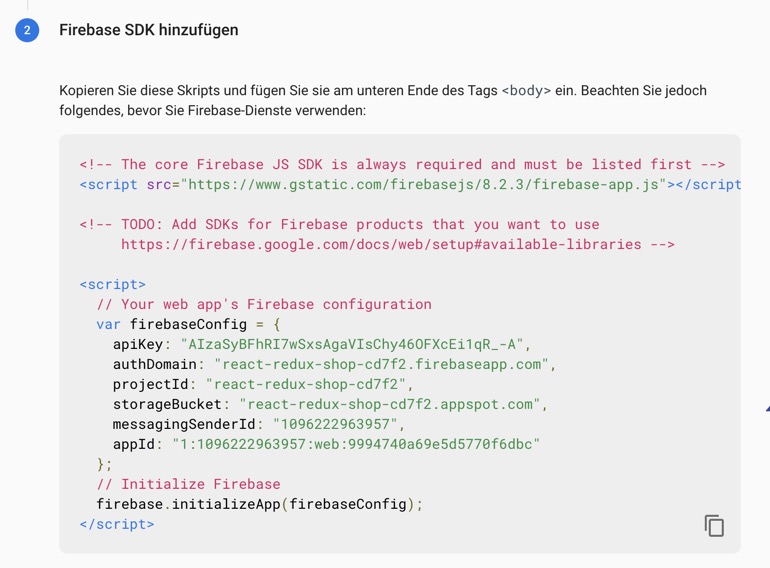 2
Firebase SDK hinzufügen
Kopieren Sie diese Skripts und fügen Sie sie am unteren Ende des Tags <body> ein. Beachten Sie jedoch
folgendes, bevor Sie Firebase-Dienste verwenden:
<!-- The core Firebase JS SDK is always required and must be listed first -->
<script src="https://www.gstatic.com/firebasejs/8.2.3/firebase-app.js"></script
<!-- TODO: Add SDKs for Firebase products that you want to use
https://firebase.google.com/docs/web/setup#available-libraries -->
<script>
// Your web app's Firebase configuration
var firebaseConfig = {
apiKey: "AIzaSyBFhRI7wSxsAgaVIsChy46OFXcEi1qR_-A",
authDomain: "react-redux-shop-cd7f2.firebaseapp.com",
projectId: "react-redux-shop-cd7f2",
storageBucket: "react-redux-shop-cd7f2.appspot.com",
messagingSenderId: "1096222963957",
appId: "1:1096222963957:web:9994740a69e5d5770f6dbc"
};
// Initialize Firebase
firebase.initializeApp(firebaseConfig);
</script>